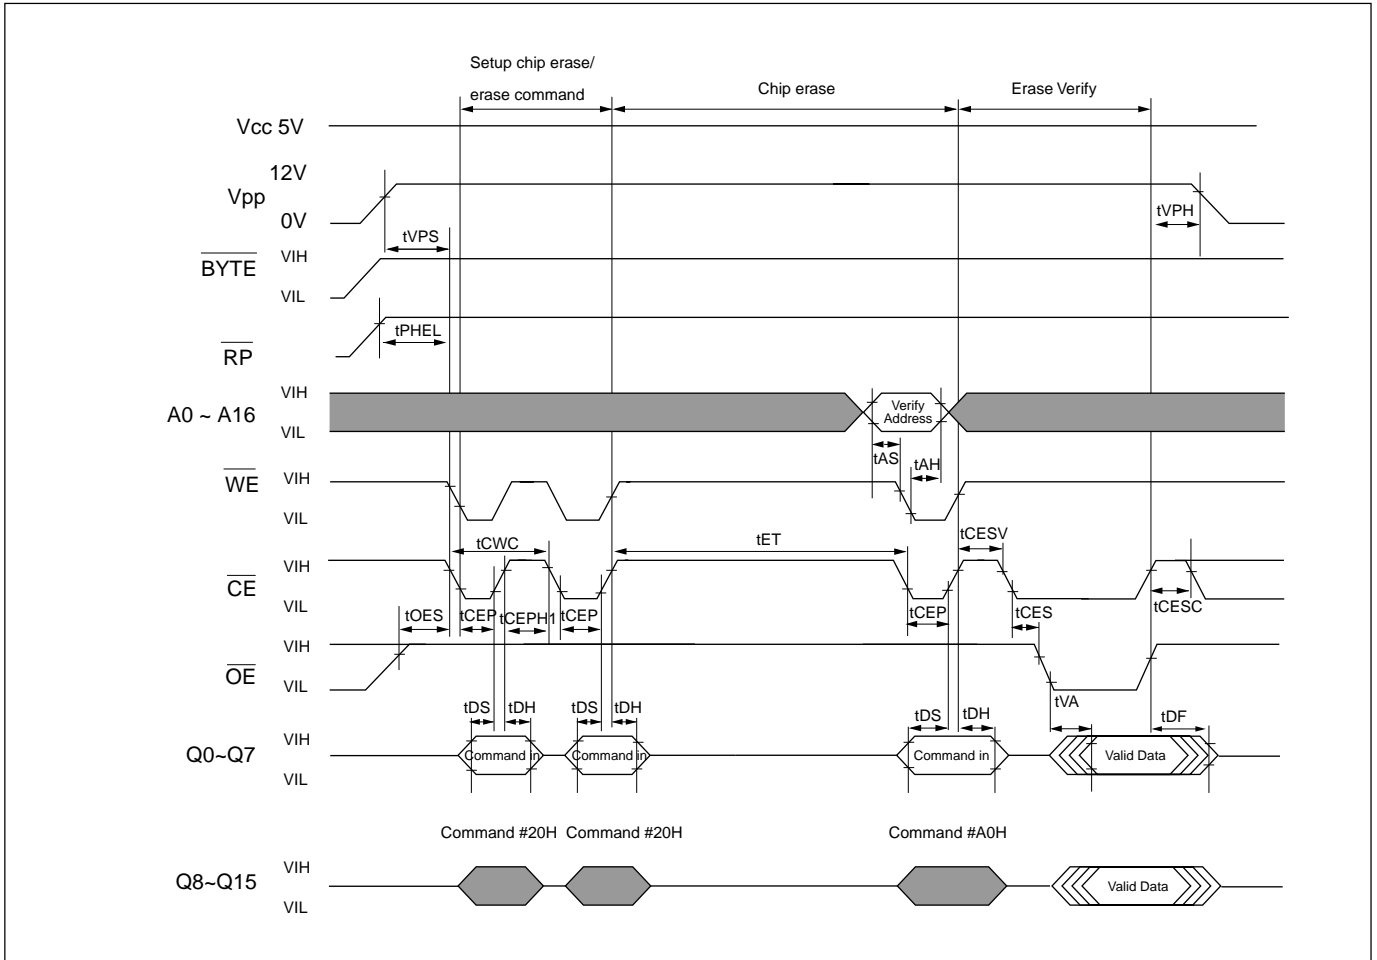 Setup chip erase/
erase command
Chip erase
Erase Verify
Vcc 5V
12V
Vpp
0V
tVPS
tVPH
BYTE
VIH
VIL
tPHEL
RP
A0 ~ A16
VIH
VIL
Verify
Address
tAS
tAH
WE
VIH
VIL
tCWC
tET
tCESV
CE
VIH
VIL
tOES
tCEP
tCEPH1
tCEP
tCEP
tCES
tCESC
OE
VIH
VIL
tDS
tDH
tDS
tDH
tDS
tDH
tVA
tDF
Q0~Q7
VIH
VIL
Command in
Command in
Command in
Valid Data
Command #20H
Command #20H
Command #A0H
Q8~Q15
VIH
VIL
Valid Data